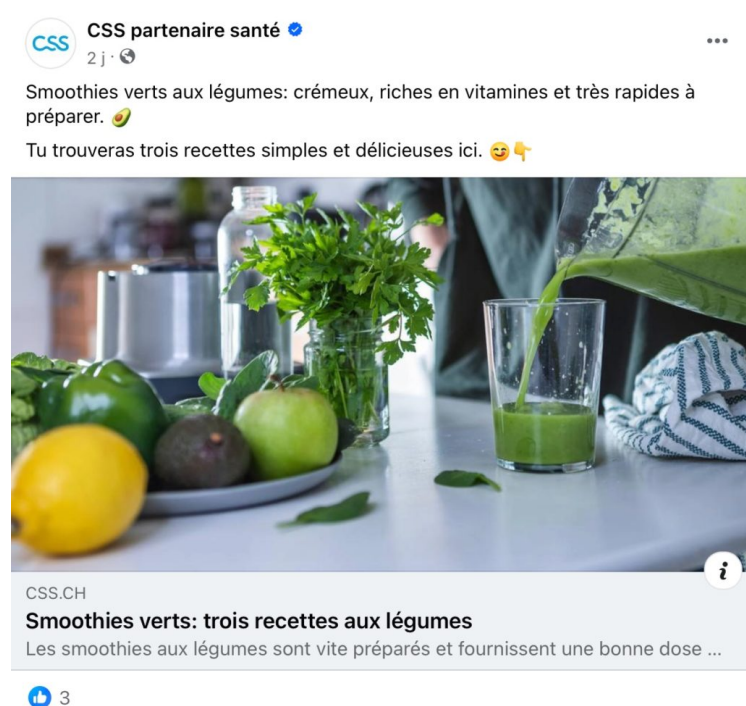 CSS
CSS partenaire santé
2 j ·
Smoothies verts aux légumes: crémeux, riches en vitamines et très rapides à
préparer. 🥑
Tu trouveras trois recettes simples et délicieuses ici. 😊👇
CSS.CH
Smoothies verts: trois recettes aux légumes
Les smoothies aux légumes sont vite préparés et fournissent une bonne dose ...
3